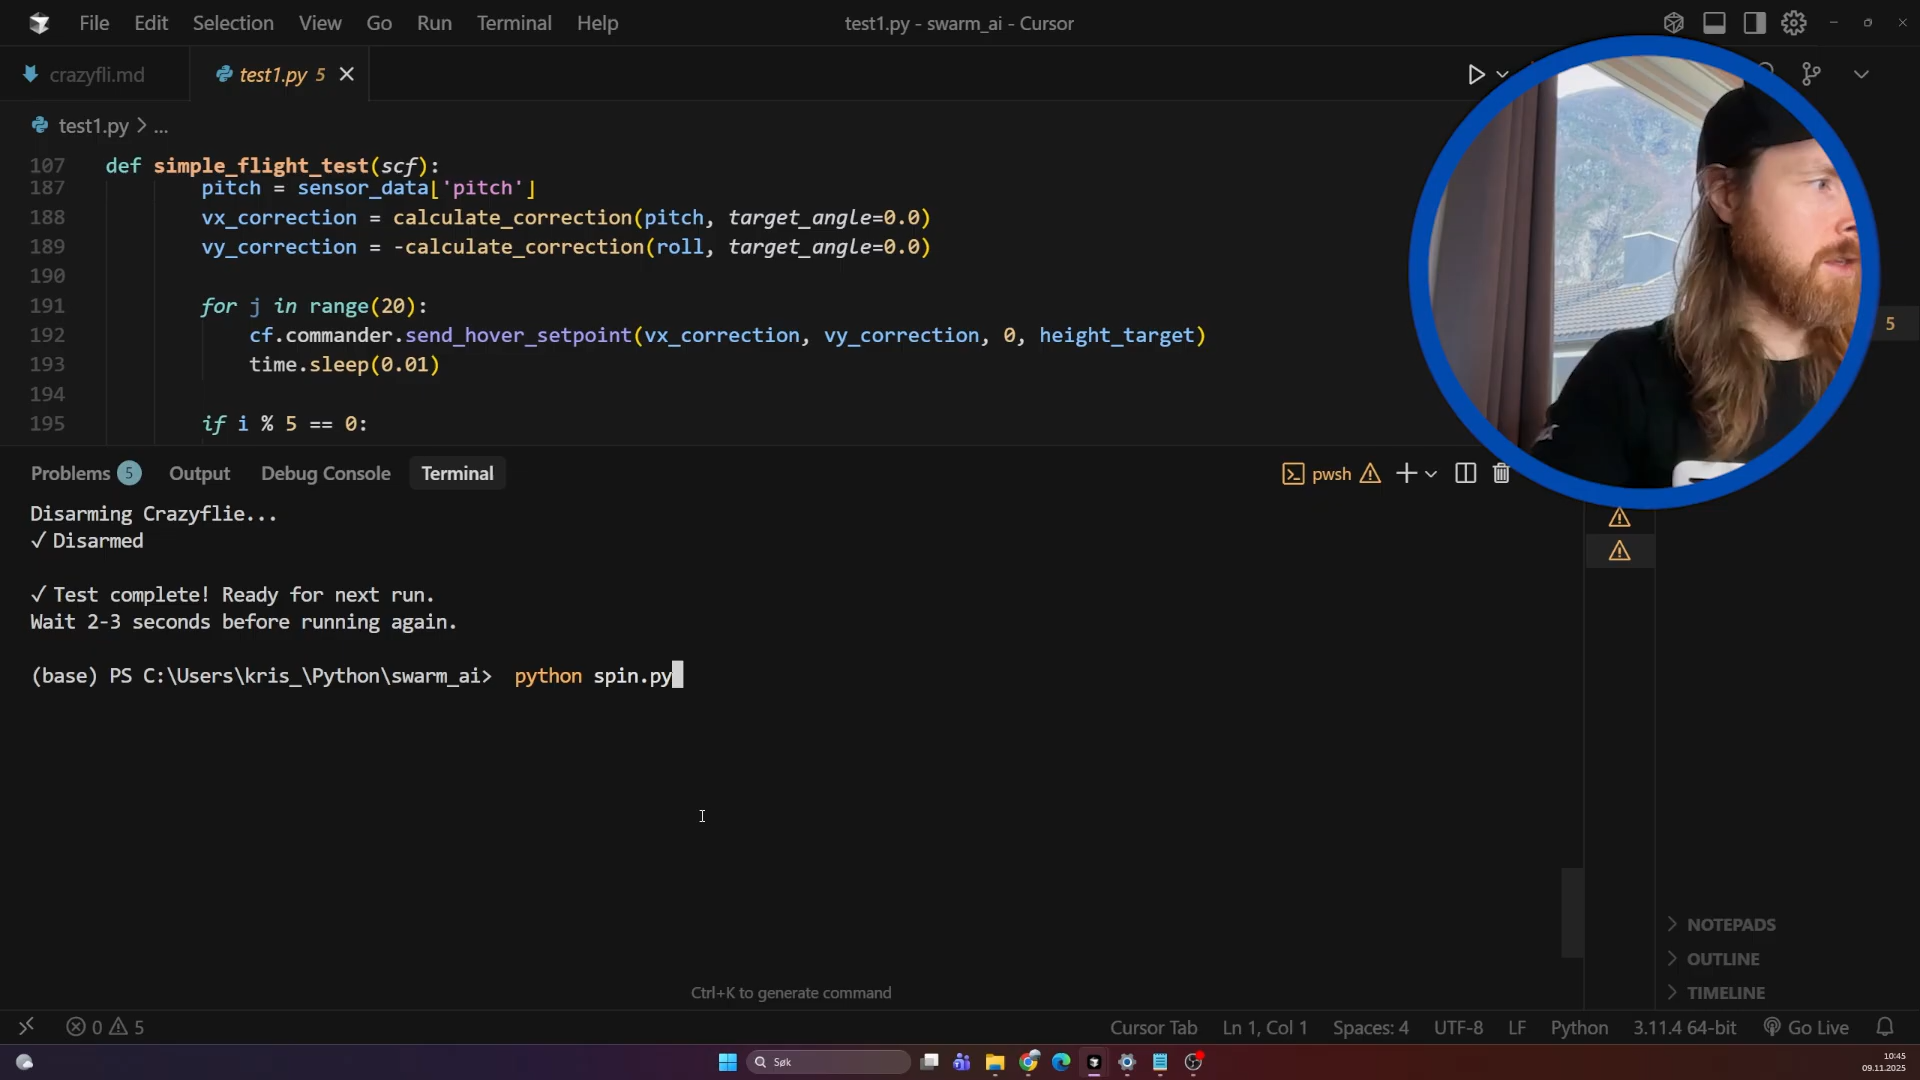 File Edit Selection View Go Run Terminal Help
test1.py - swarm_ai - Cursor
crazyfli.md
test1.py 5
test1.py > ...
107 def simple_flight_test(scf):
187 pitch = sensor_data['pitch']
188 vx_correction = calculate_correction(pitch, target_angle=0.0)
189 vy_correction = -calculate_correction(roll, target_angle=0.0)
190
191 for j in range(20):
192 cf.commander.send_hover_setpoint(vx_correction, vy_correction, 0, height_target)
193 time.sleep(0.01)
194
195 if i % 5 == 0:
5
Problems 5 Output Debug Console Terminal
pwsh
Disarming Crazyflie...
✓ Disarmed
✓ Test complete! Ready for next run.
Wait 2-3 seconds before running again.
(base) PS C:\Users\kris_\Python\swarm_ai> python spin.py
NOTEPADS
OUTLINE
TIMELINE
Ctrl+K to generate command
0 5
Cursor Tab Ln 1, Col 1 Spaces: 4 UTF-8 LF Python 3.11.4 64-bit Go Live
Søk
10:45
09.11.2025